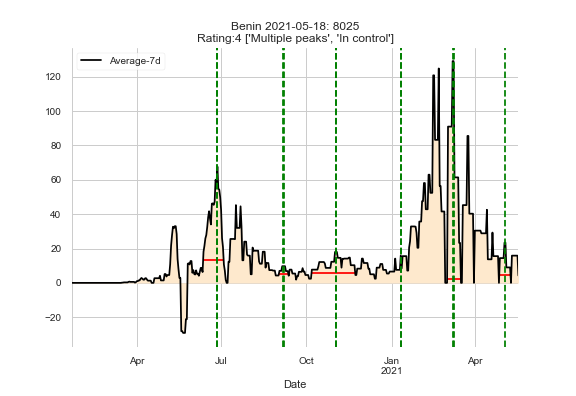 Benin 2021-05-18: 8025
Rating:4 ['Multiple peaks', 'In control']
Average-7d
120
100
80
60
40
20
0
−20
Apr
Jul
Oct
Jan
2021
Apr
Date